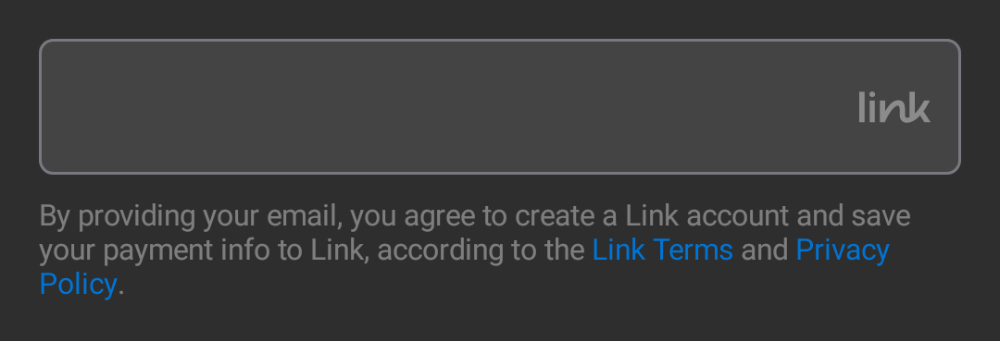 link
By providing your email, you agree to create a Link account and save
your payment info to Link, according to the Link Terms and Privacy
Policy.